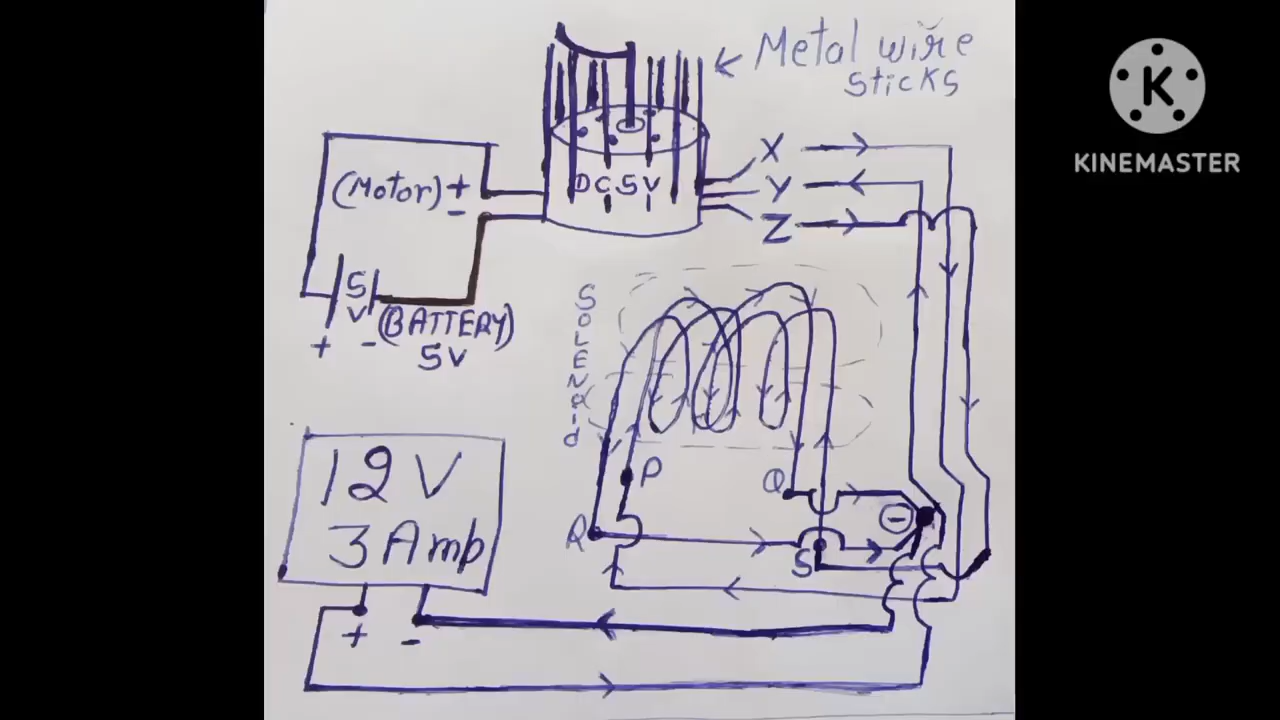 Metal wire
sticks
K
KINEMASTER
X
(Motor) +
-
DC.5V
Y
Z
5
V
+ -
(BATTERY)
5V
SOLENOID
12V
3 Amp
P
Q
R
S
-
+ -